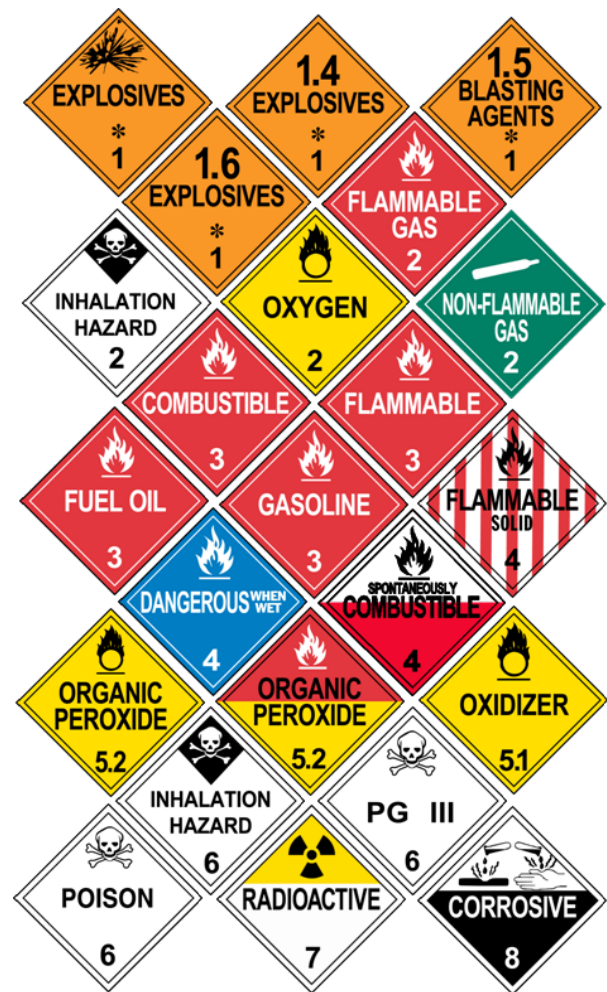 EXPLOSIVES
*
1
1.4
EXPLOSIVES
*
1
1.5
BLASTING
AGENTS
*
1
1.6
EXPLOSIVES
*
1
FLAMMABLE
GAS
2
INHALATION
HAZARD
2
OXYGEN
2
NON-FLAMMABLE
GAS
2
COMBUSTIBLE
3
FLAMMABLE
3
FUEL OIL
3
GASOLINE
3
FLAMMABLE
SOLID
4
DANGEROUS WHEN
WET
4
SPONTANEOUSLY
COMBUSTIBLE
4
ORGANIC
PEROXIDE
5.2
ORGANIC
PEROXIDE
5.2
OXIDIZER
5.1
INHALATION
HAZARD
6
PG III
6
POISON
6
RADIOACTIVE
7
CORROSIVE
8